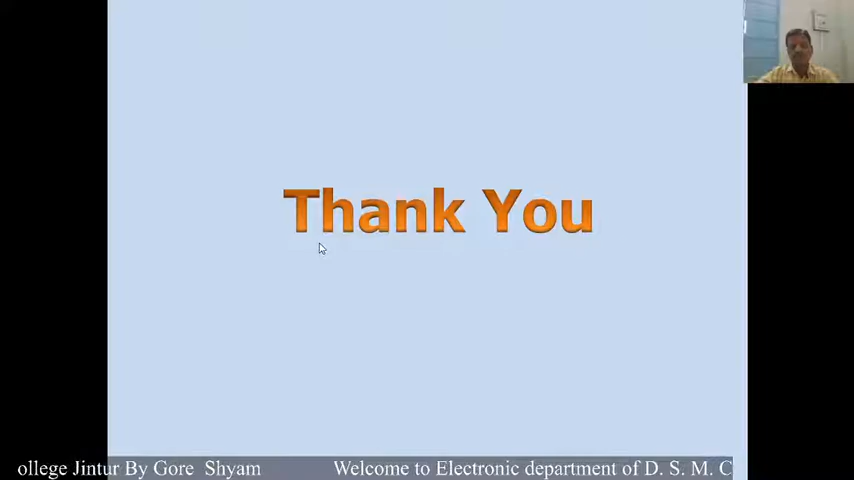 Thank You
ollege Jintur By Gore Shyam Welcome to Electronic department of D. S. M. C